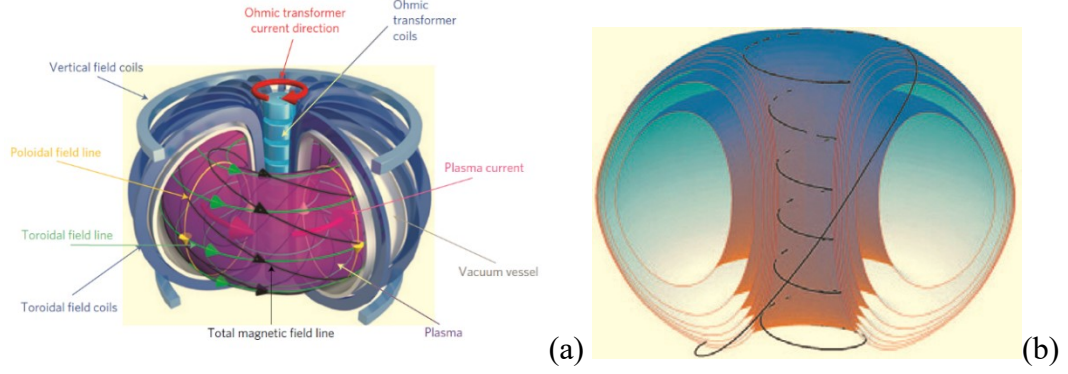 Ohmic transformer
current direction
Ohmic
transformer
coils
Vertical field coils
Poloidal field line
Plasma current
Toroidal field line
Vacuum vessel
Toroidal field coils
Total magnetic field line
Plasma
(a)
(b)